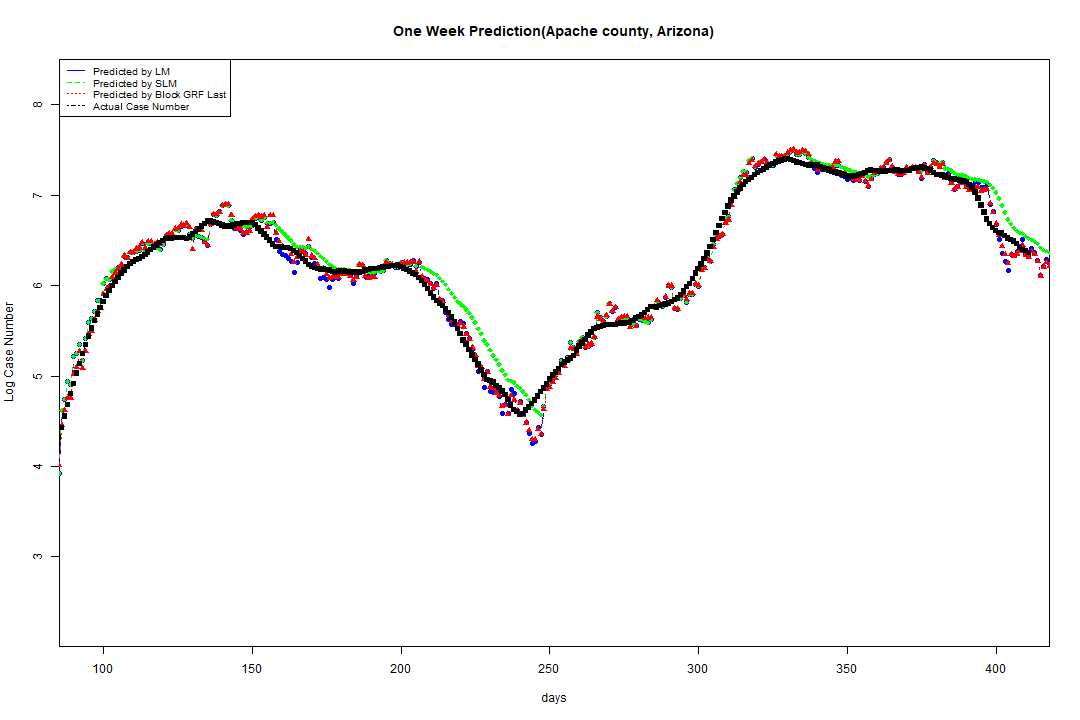 One Week Prediction(Apache county, Arizona)
Predicted by LM
Predicted by SLM
Predicted by Block GRF Last
Actual Case Number
8
7
6
5
4
3
Log Case Number
100 150 200 250 300 350 400
days